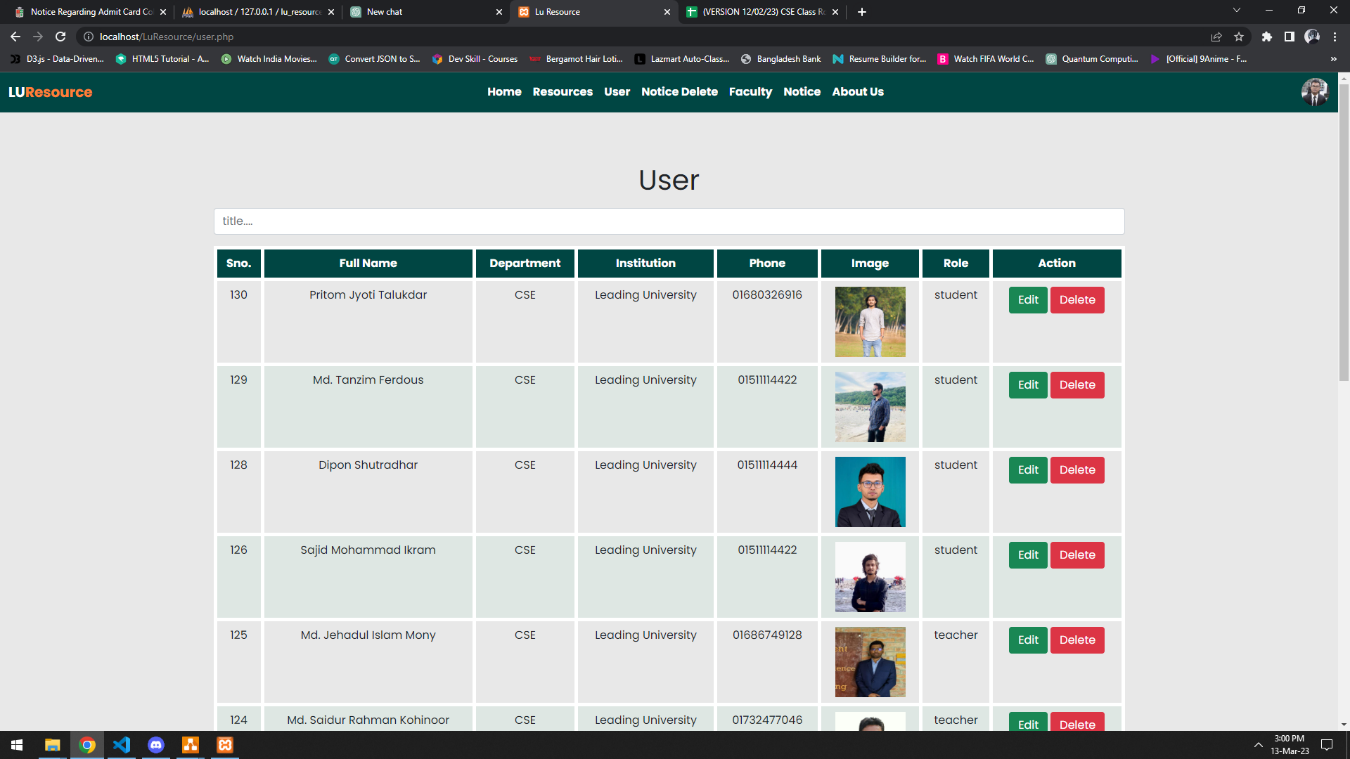 Notice Regarding Admit Card Co
localhost / 127.0.0.1 / lu_resource
New chat
Lu Resource
(VERSION 12/02/23) CSE Class Ro
localhost/LuResource/user.php
D3.js - Data-Driven...
HTML5 Tutorial - A...
Watch India Movies...
Convert JSON to S...
Dev Skill - Courses
Bergamot Hair Loti...
Lazmart Auto-Class...
Bangladesh Bank
Resume Builder for...
Watch FIFA World C...
Quantum Computi...
[Official] 9Anime - F...
LUResource
Home Resources User Notice Delete Faculty Notice About Us
User
title....
Sno. Full Name Department Institution Phone Image Role Action
130 Pritom Jyoti Talukdar CSE Leading University 01680326916 student Edit Delete
129 Md. Tanzim Ferdous CSE Leading University 01511114422 student Edit Delete
128 Dipon Shutradhar CSE Leading University 01511114444 student Edit Delete
126 Sajid Mohammad Ikram CSE Leading University 01511114422 student Edit Delete
125 Md. Jehadul Islam Mony CSE Leading University 01686749128 teacher Edit Delete
124 Md. Saidur Rahman Kohinoor CSE Leading University 01732477046 teacher Edit Delete
3:00 PM
13-Mar-23